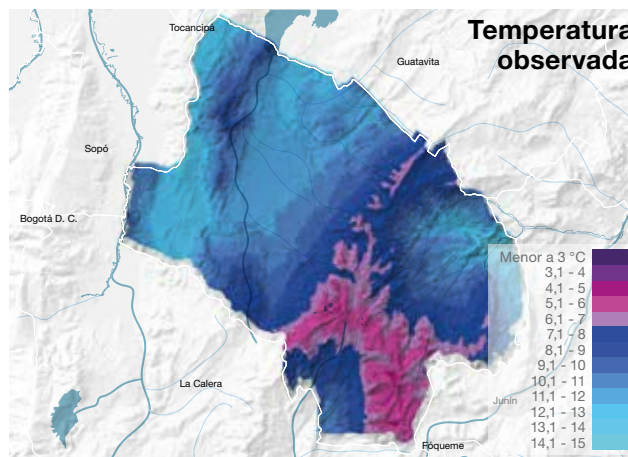 Temperatura
observada
Tocancipá
Guatavita
Sopó
Bogotá D. C.
La Calera
Junín
Fóqueme
Menor a 3 °C
3,1 - 4
4,1 - 5
5,1 - 6
6,1 - 7
7,1 - 8
8,1 - 9
9,1 - 10
10,1 - 11
11,1 - 12
12,1 - 13
13,1 - 14
14,1 - 15